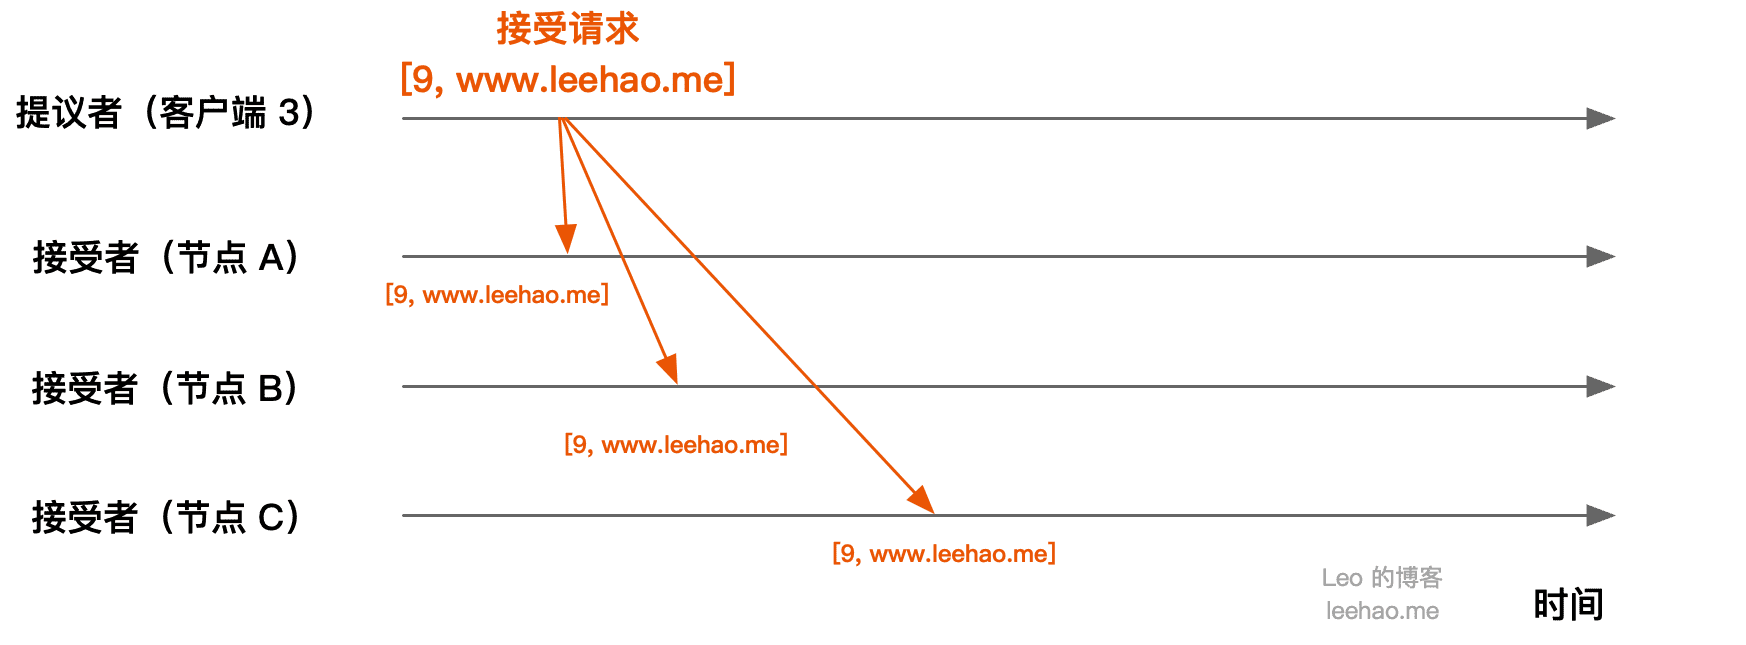 接受请求
[9, www.leehao.me]
提议者（客户端 3）
接受者（节点 A）
[9, www.leehao.me]
接受者（节点 B）
[9, www.leehao.me]
接受者（节点 C）
[9, www.leehao.me]
Leo 的博客
leehao.me
时间